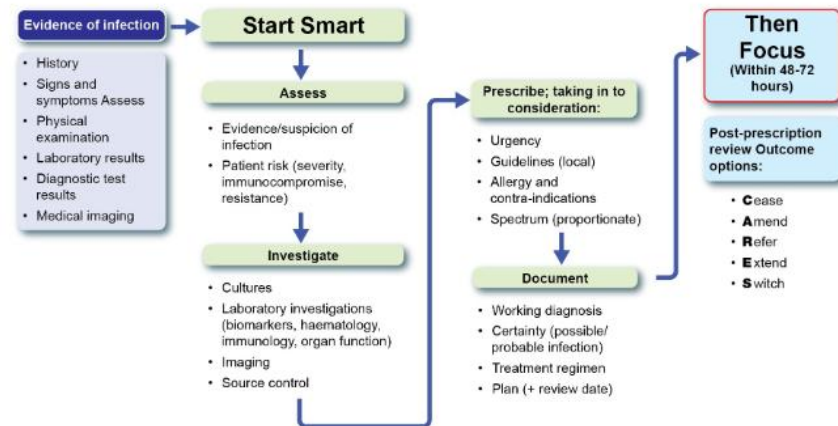 Evidence of infection
• History
• Signs and
symptoms Assess
• Physical
examination
• Laboratory results
• Diagnostic test
results
• Medical imaging
Start Smart
Assess
• Evidence/suspicion of
infection
• Patient risk (severity,
immunocompromise,
resistance)
Investigate
• Cultures
• Laboratory investigations
(biomarkers, haematology,
immunology, organ function)
• Imaging
• Source control
Prescribe; taking in to
consideration:
• Urgency
• Guidelines (local)
• Allergy and
contra-indications
• Spectrum (proportionate)
Document
• Working diagnosis
• Certainty (possible/
probable infection)
• Treatment regimen
• Plan (+ review date)
Then
Focus
(Within 48-72
hours)
Post-prescription
review Outcome
options:
• Cease
• Amend
• Refer
• Extend
• Switch